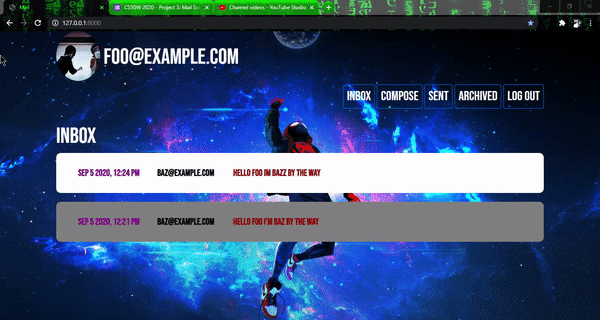 Mail
CS50W 2020 - Project 3: Mail Su
Channel videos - YouTube Studio
127.0.0.1:8000
FOO@EXAMPLE.COM
INBOX COMPOSE SENT ARCHIVED LOG OUT
INBOX
SEP 5 2020, 12:24 PM BAZ@EXAMPLE.COM HELLO FOO IM BAZZ BY THE WAY
SEP 5 2020, 12:21 PM BAZ@EXAMPLE.COM HELLO FOO I'M BAZ BY THE WAY